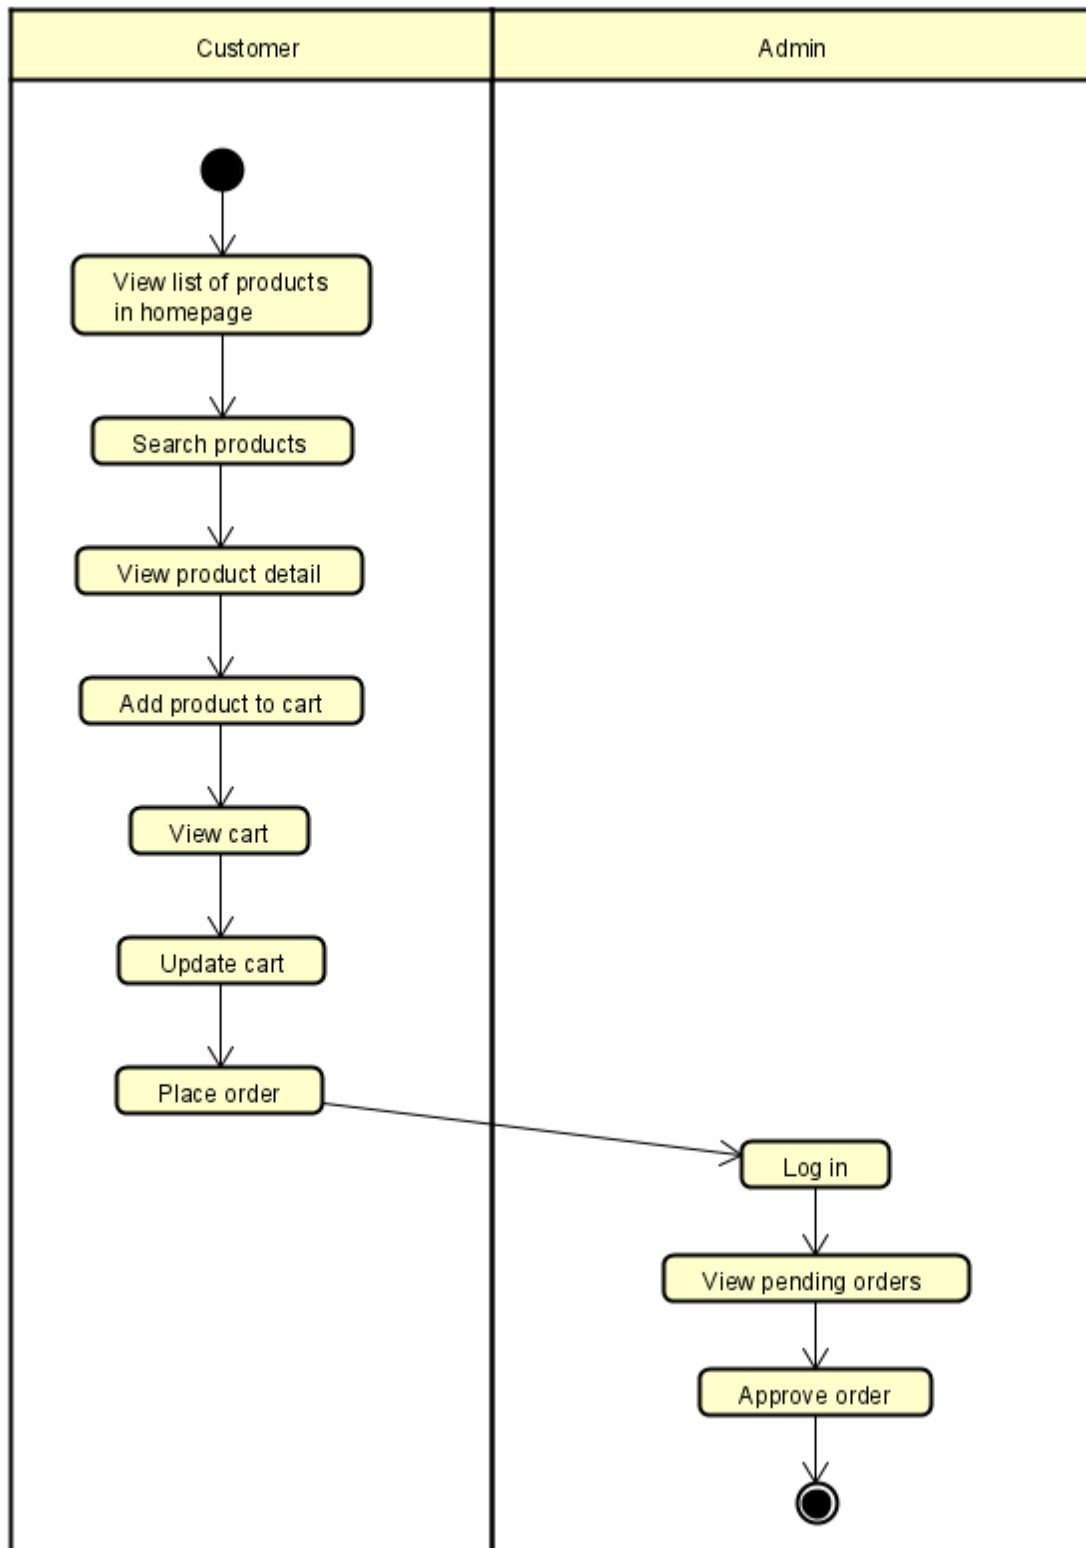 Customer
Admin
View list of products
in homepage
Search products
View product detail
Add product to cart
View cart
Update cart
Place order
Log in
View pending orders
Approve order